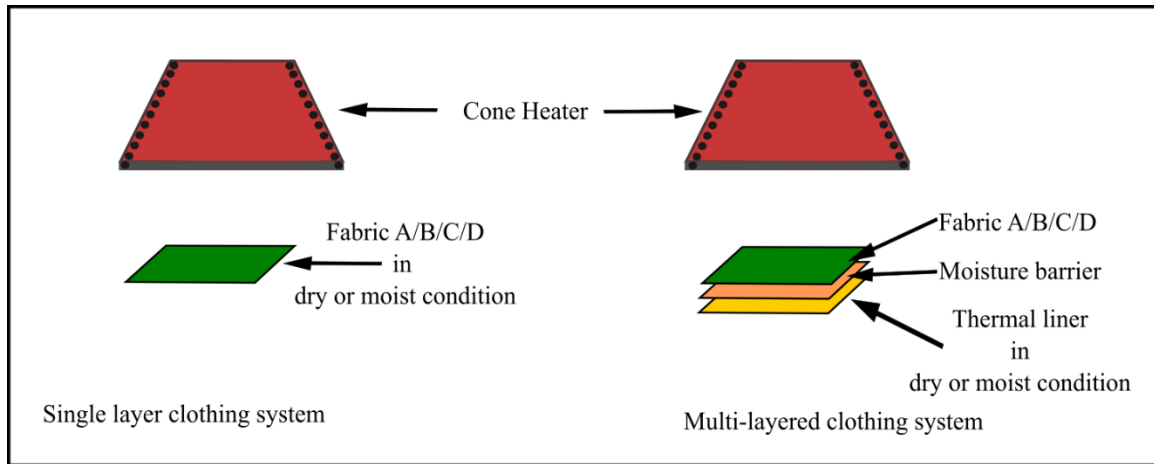 Cone Heater
Fabric A/B/C/D
in
dry or moist condition
Single layer clothing system
Fabric A/B/C/D
Moisture barrier
Thermal liner
in
dry or moist condition
Multi-layered clothing system